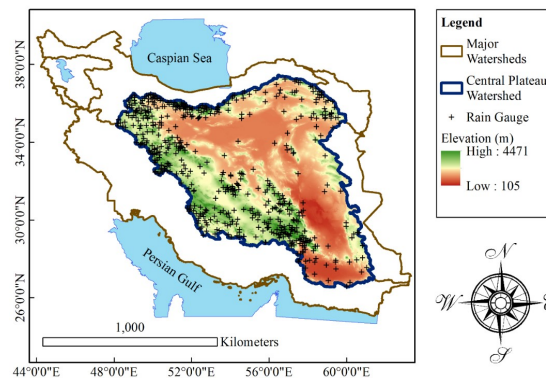 Caspian Sea
Persian Gulf
38°0'0"N
34°0'0"N
30°0'0"N
26°0'0"N
1,000
Kilometers
44°0'0"E
48°0'0"E
52°0'0"E
56°0'0"E
60°0'0"E
Legend
Major
Watersheds
Central Plateau
Watershed
Rain Gauge
Elevation (m)
High : 4471
Low : 105
N
W
E
S